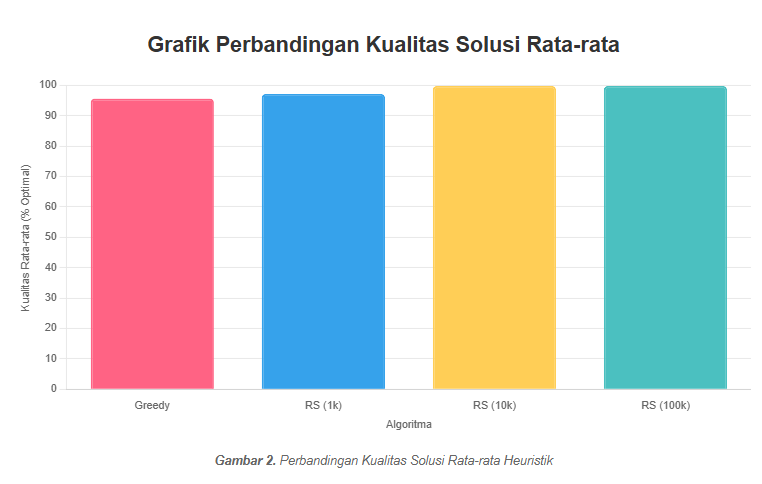 Grafik Perbandingan Kualitas Solusi Rata-rata
Kualitas Rata-rata (% Optimal)
100
90
80
70
60
50
40
30
20
10
0
Greedy
RS (1k)
RS (10k)
RS (100k)
Algoritma
Gambar 2. Perbandingan Kualitas Solusi Rata-rata Heuristik